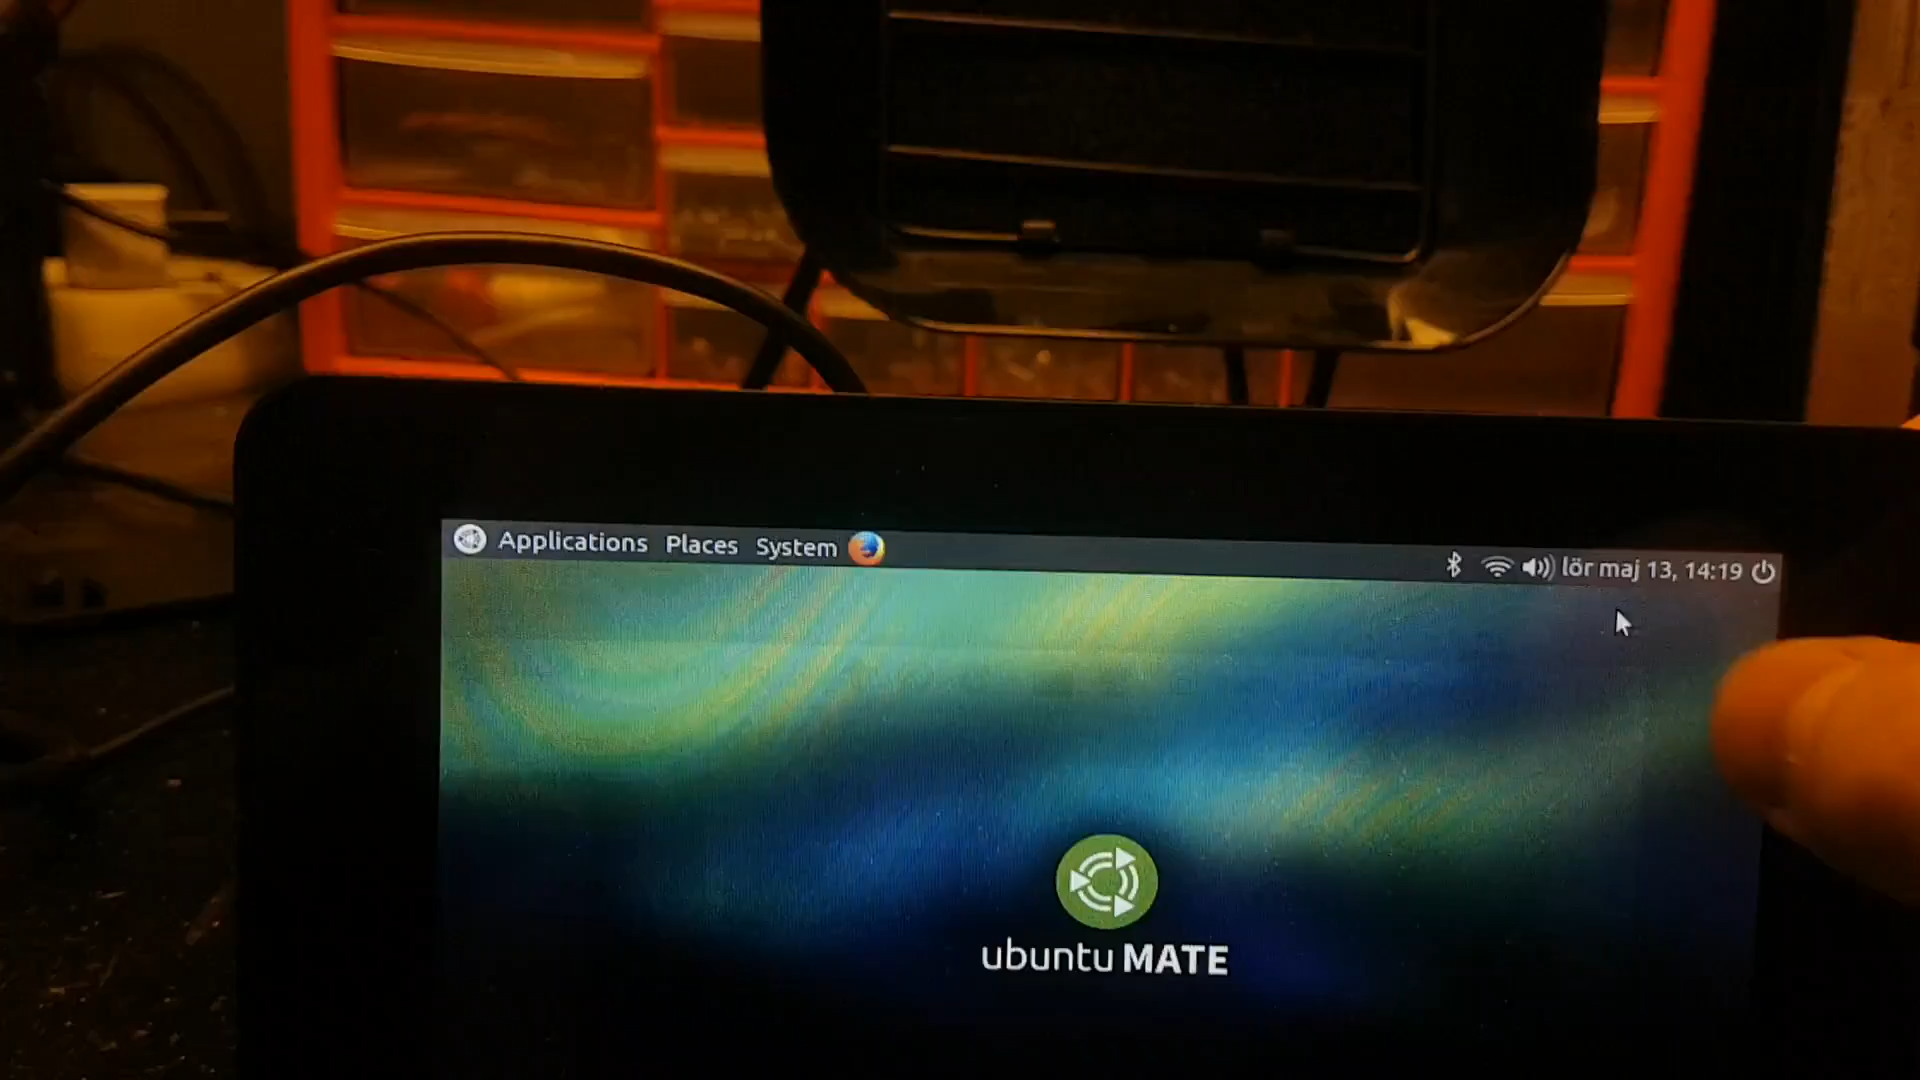 Applications Places System lör maj 13, 14:19
ubuntu MATE